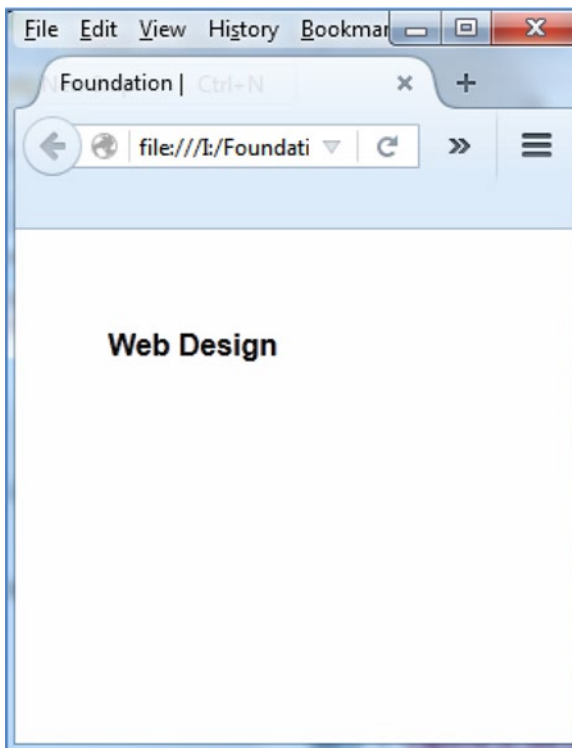 File Edit View History Bookmar
Foundation | Ctrl+N
file:///I:/Foundati
Web Design